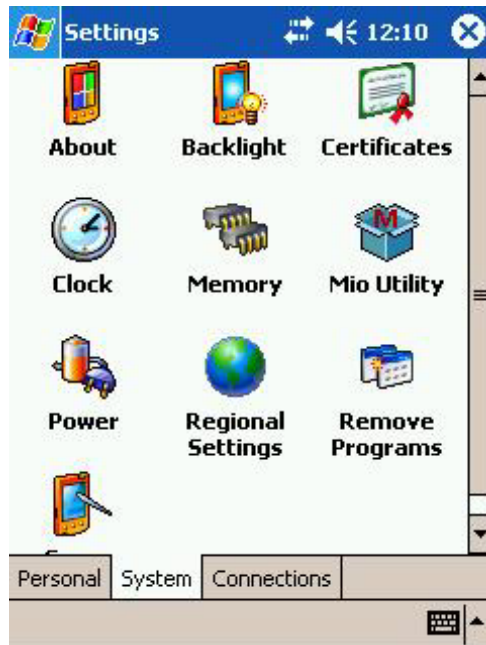 Settings 12:10
About Backlight Certificates
M
Clock Memory Mio Utility
Power Regional Settings Remove Programs
Personal System Connections